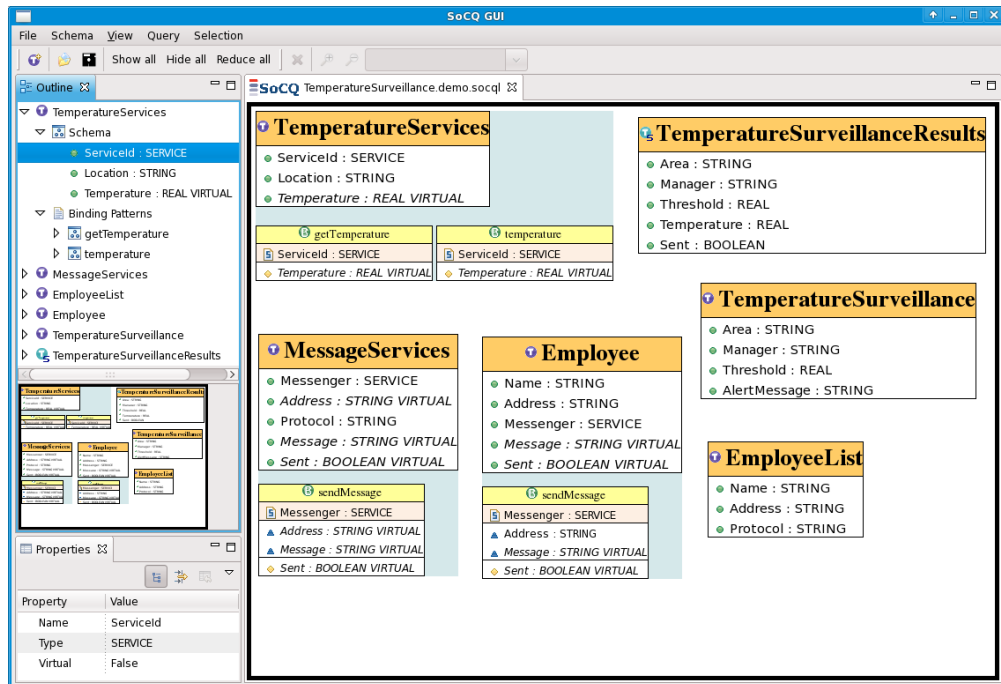 SoCQ GUI
File Schema View Query Selection
Show all Hide all Reduce all
Outline
TemperatureServices
Schema
ServiceId : SERVICE
Location : STRING
Temperature : REAL VIRTUAL
Binding Patterns
getTemperature
temperature
MessageServices
EmployeeList
Employee
TemperatureSurveillance
TemperatureSurveillanceResults
Properties
Property Value
Name ServiceId
Type SERVICE
Virtual False
SoCQ TemperatureSurveillance.demo.socql
TemperatureServices
ServiceId : SERVICE
Location : STRING
Temperature : REAL VIRTUAL
getTemperature
ServiceId : SERVICE
Temperature : REAL VIRTUAL
temperature
ServiceId : SERVICE
Temperature : REAL VIRTUAL
TemperatureSurveillanceResults
Area : STRING
Manager : STRING
Threshold : REAL
Temperature : REAL
Sent : BOOLEAN
TemperatureSurveillance
Area : STRING
Manager : STRING
Threshold : REAL
AlertMessage : STRING
MessageServices
Messenger : SERVICE
Address : STRING VIRTUAL
Protocol : STRING
Message : STRING VIRTUAL
Sent : BOOLEAN VIRTUAL
sendMessage
Messenger : SERVICE
Address : STRING VIRTUAL
Message : STRING VIRTUAL
Sent : BOOLEAN VIRTUAL
Employee
Name : STRING
Address : STRING
Messenger : SERVICE
Message : STRING VIRTUAL
Sent : BOOLEAN VIRTUAL
sendMessage
Messenger : SERVICE
Address : STRING
Message : STRING VIRTUAL
Sent : BOOLEAN VIRTUAL
EmployeeList
Name : STRING
Address : STRING
Protocol : STRING